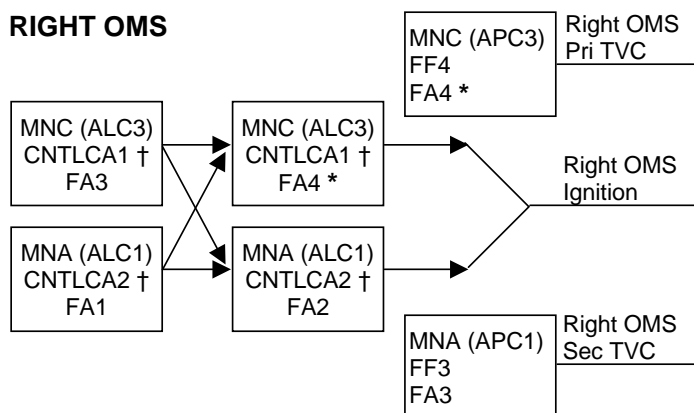 RIGHT OMS
MNC (APC3)
FF4
FA4 *
Right OMS
Pri TVC
MNC (ALC3)
CNTLCA1 †
FA3
MNC (ALC3)
CNTLCA1 †
FA4 *
Right OMS
Ignition
MNA (ALC1)
CNTLCA2 †
FA1
MNA (ALC1)
CNTLCA2 †
FA2
MNA (APC1)
FF3
FA3
Right OMS
Sec TVC